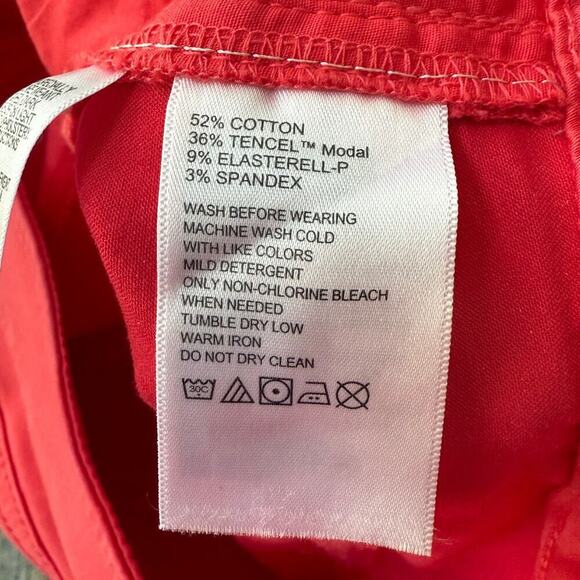 52% COTTON
36% TENCEL™ Modal
9% ELASTERELL-P
3% SPANDEX
WASH BEFORE WEARING
MACHINE WASH COLD
WITH LIKE COLORS
MILD DETERGENT
ONLY NON-CHLORINE BLEACH
WHEN NEEDED
TUMBLE DRY LOW
WARM IRON
DO NOT DRY CLEAN
30C